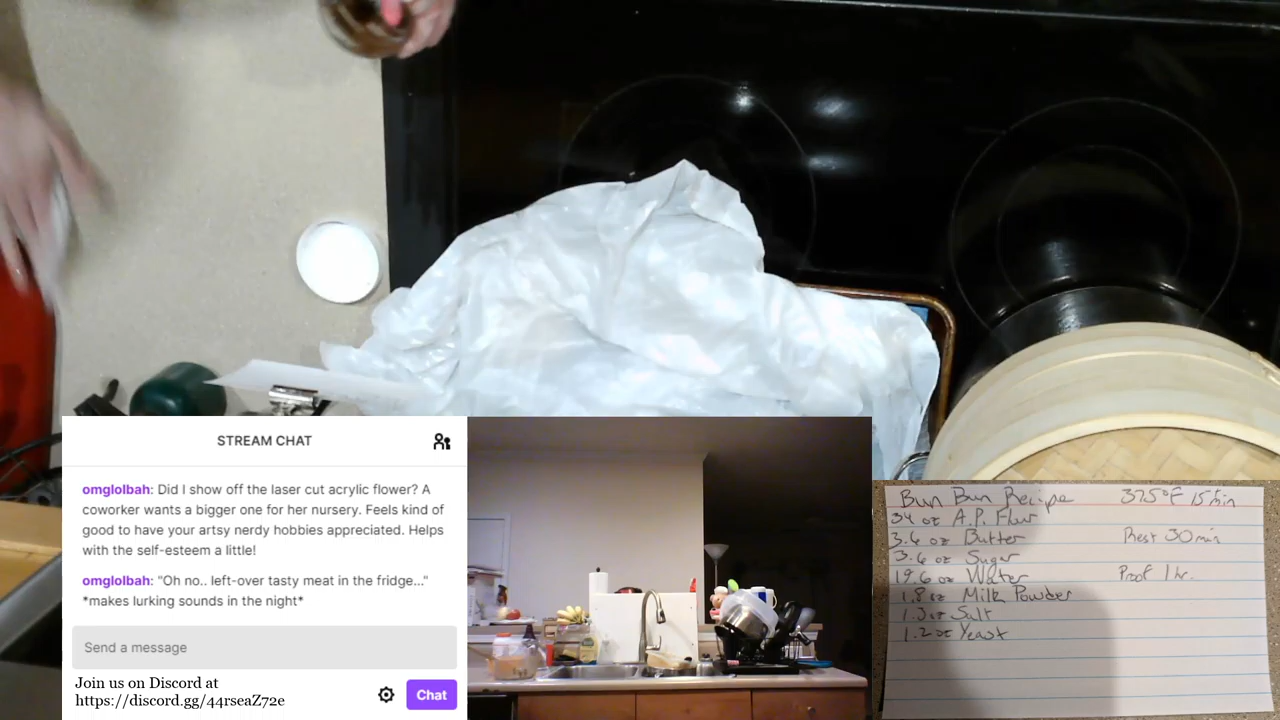 STREAM CHAT
omglolbah: Did I show off the laser cut acrylic flower? A
coworker wants a bigger one for her nursery. Feels kind of
good to have your artsy nerdy hobbies appreciated. Helps
with the self-esteem a little!
omglolbah: "Oh no.. left-over tasty meat in the fridge..."
*makes lurking sounds in the night*
Send a message
Join us on Discord at
https://discord.gg/44rseaZ72e
Chat
Bun Bun Recipe 375°F 15 min
34 oz A.P. Flour
3.6 oz Butter Rest 30 min
3.6 oz Sugar
19.6 oz Water Proof 1 hr.
1.8 oz Milk Powder
oz Salt
1.2 oz Yeast